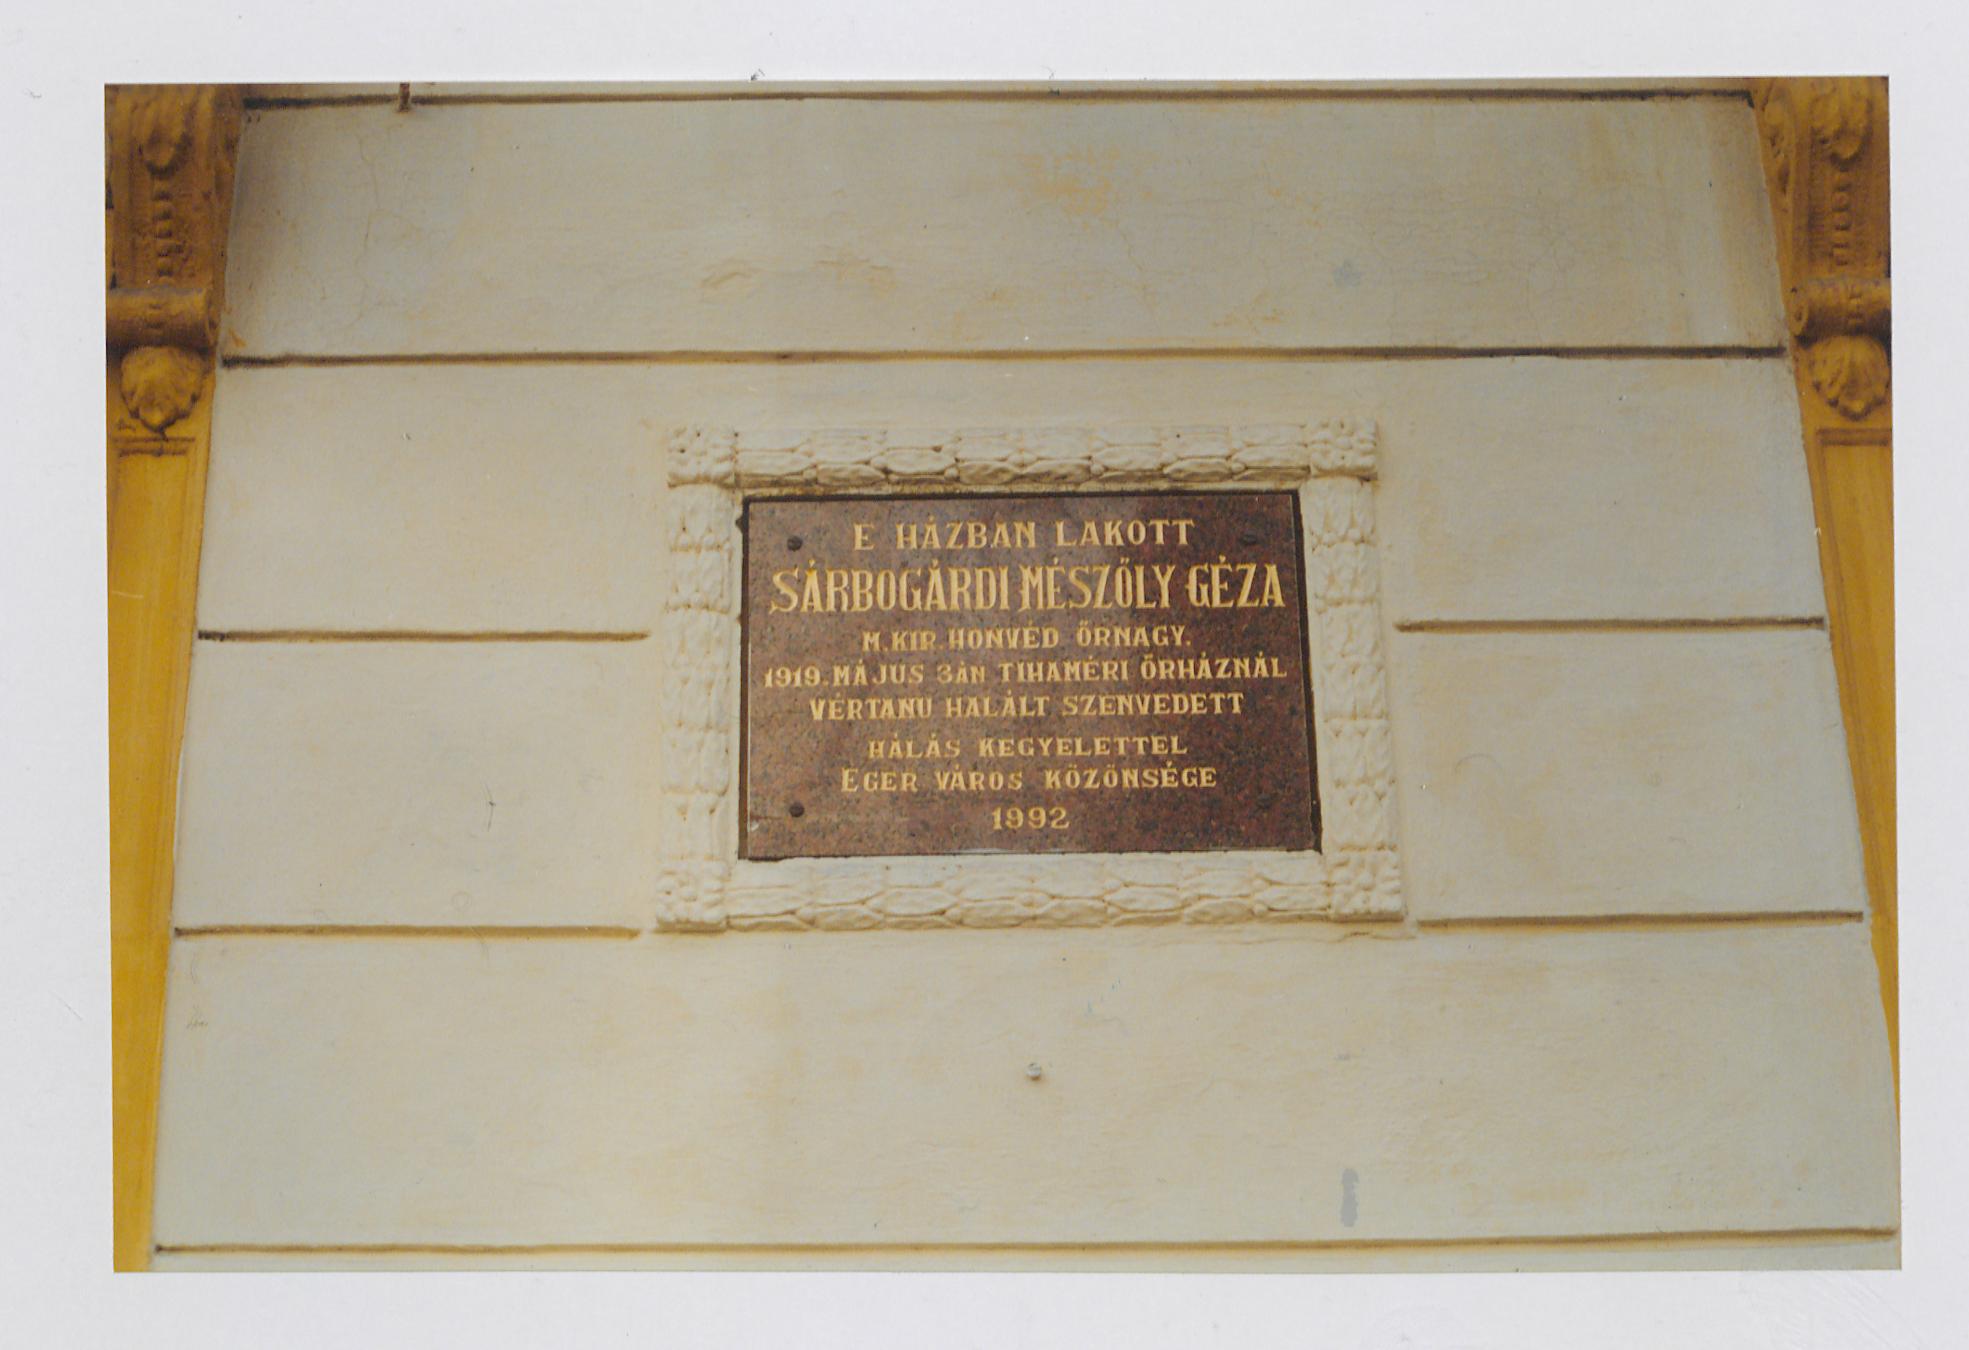 E HÁZBAN LAKOTT
SÁRBOGÁRDI MÉSZŐLY GÉZA
M. KIR. HONVÉD ŐRNAGY.
1919. MÁJUS 3ÁN TIHAMÉRI ŐRHÁZNÁL
VÉRTANU HALÁLT SZENVEDETT
HÁLÁS KEGYELETTEL
EGER VÁROS KÖZÖNSÉGE
1992